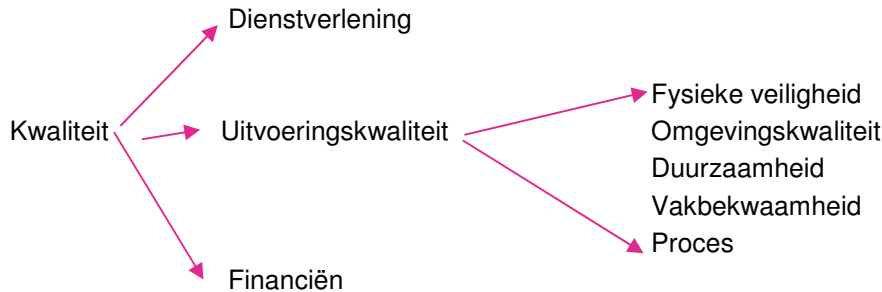 Dienstverlening
Kwaliteit
Uitvoeringskwaliteit
Fysieke veiligheid
Omgevingskwaliteit
Duurzaamheid
Vakbekwaamheid
Proces
Financiën